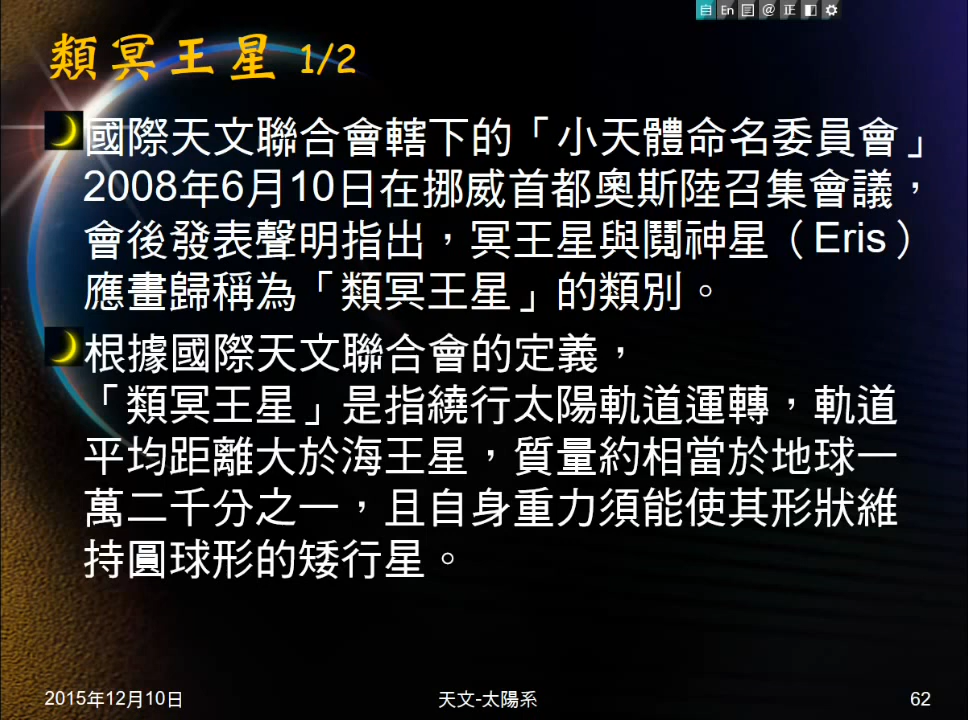 自 En @ 正
類冥王星 1/2
國際天文聯合會轄下的「小天體命名委員會」
2008年6月10日在挪威首都奧斯陸召集會議，
會後發表聲明指出，冥王星與鬩神星（Eris）
應畫歸稱為「類冥王星」的類別。
根據國際天文聯合會的定義，
「類冥王星」是指繞行太陽軌道運轉，軌道
平均距離大於海王星，質量約相當於地球一
萬二千分之一，且自身重力須能使其形狀維
持圓球形的矮行星。
2015年12月10日
天文-太陽系
62